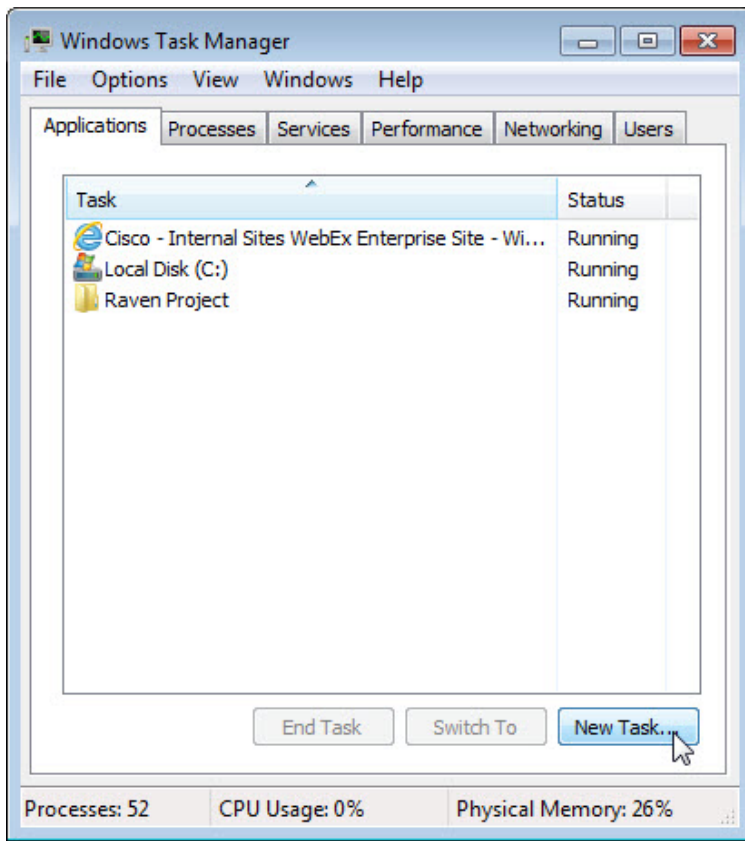 Windows Task Manager
File Options View Windows Help
Applications Processes Services Performance Networking Users
Task Status
Cisco - Internal Sites WebEx Enterprise Site - Wi... Running
Local Disk (C:) Running
Raven Project Running
End Task Switch To New Task...
Processes: 52 CPU Usage: 0% Physical Memory: 26%